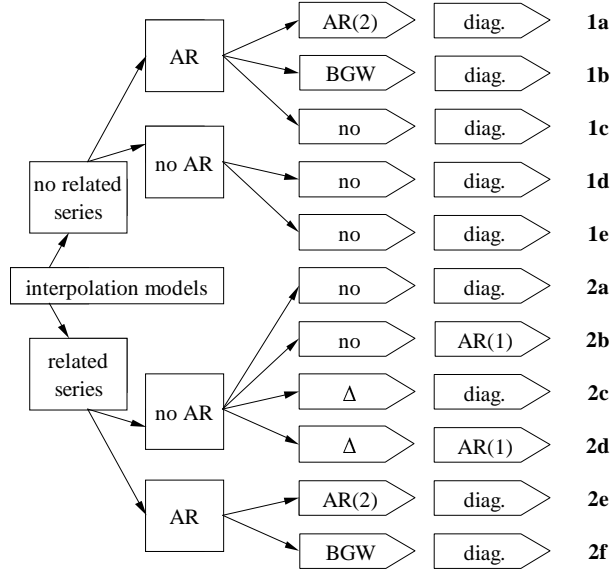 AR(2) diag. 1a
AR
BGW diag. 1b
no diag. 1c
no AR
no diag. 1d
no related
series
no diag. 1e
interpolation models
no diag. 2a
no AR(1) 2b
related
series
Δ diag. 2c
no AR
Δ AR(1) 2d
AR(2) diag. 2e
AR
BGW diag. 2f